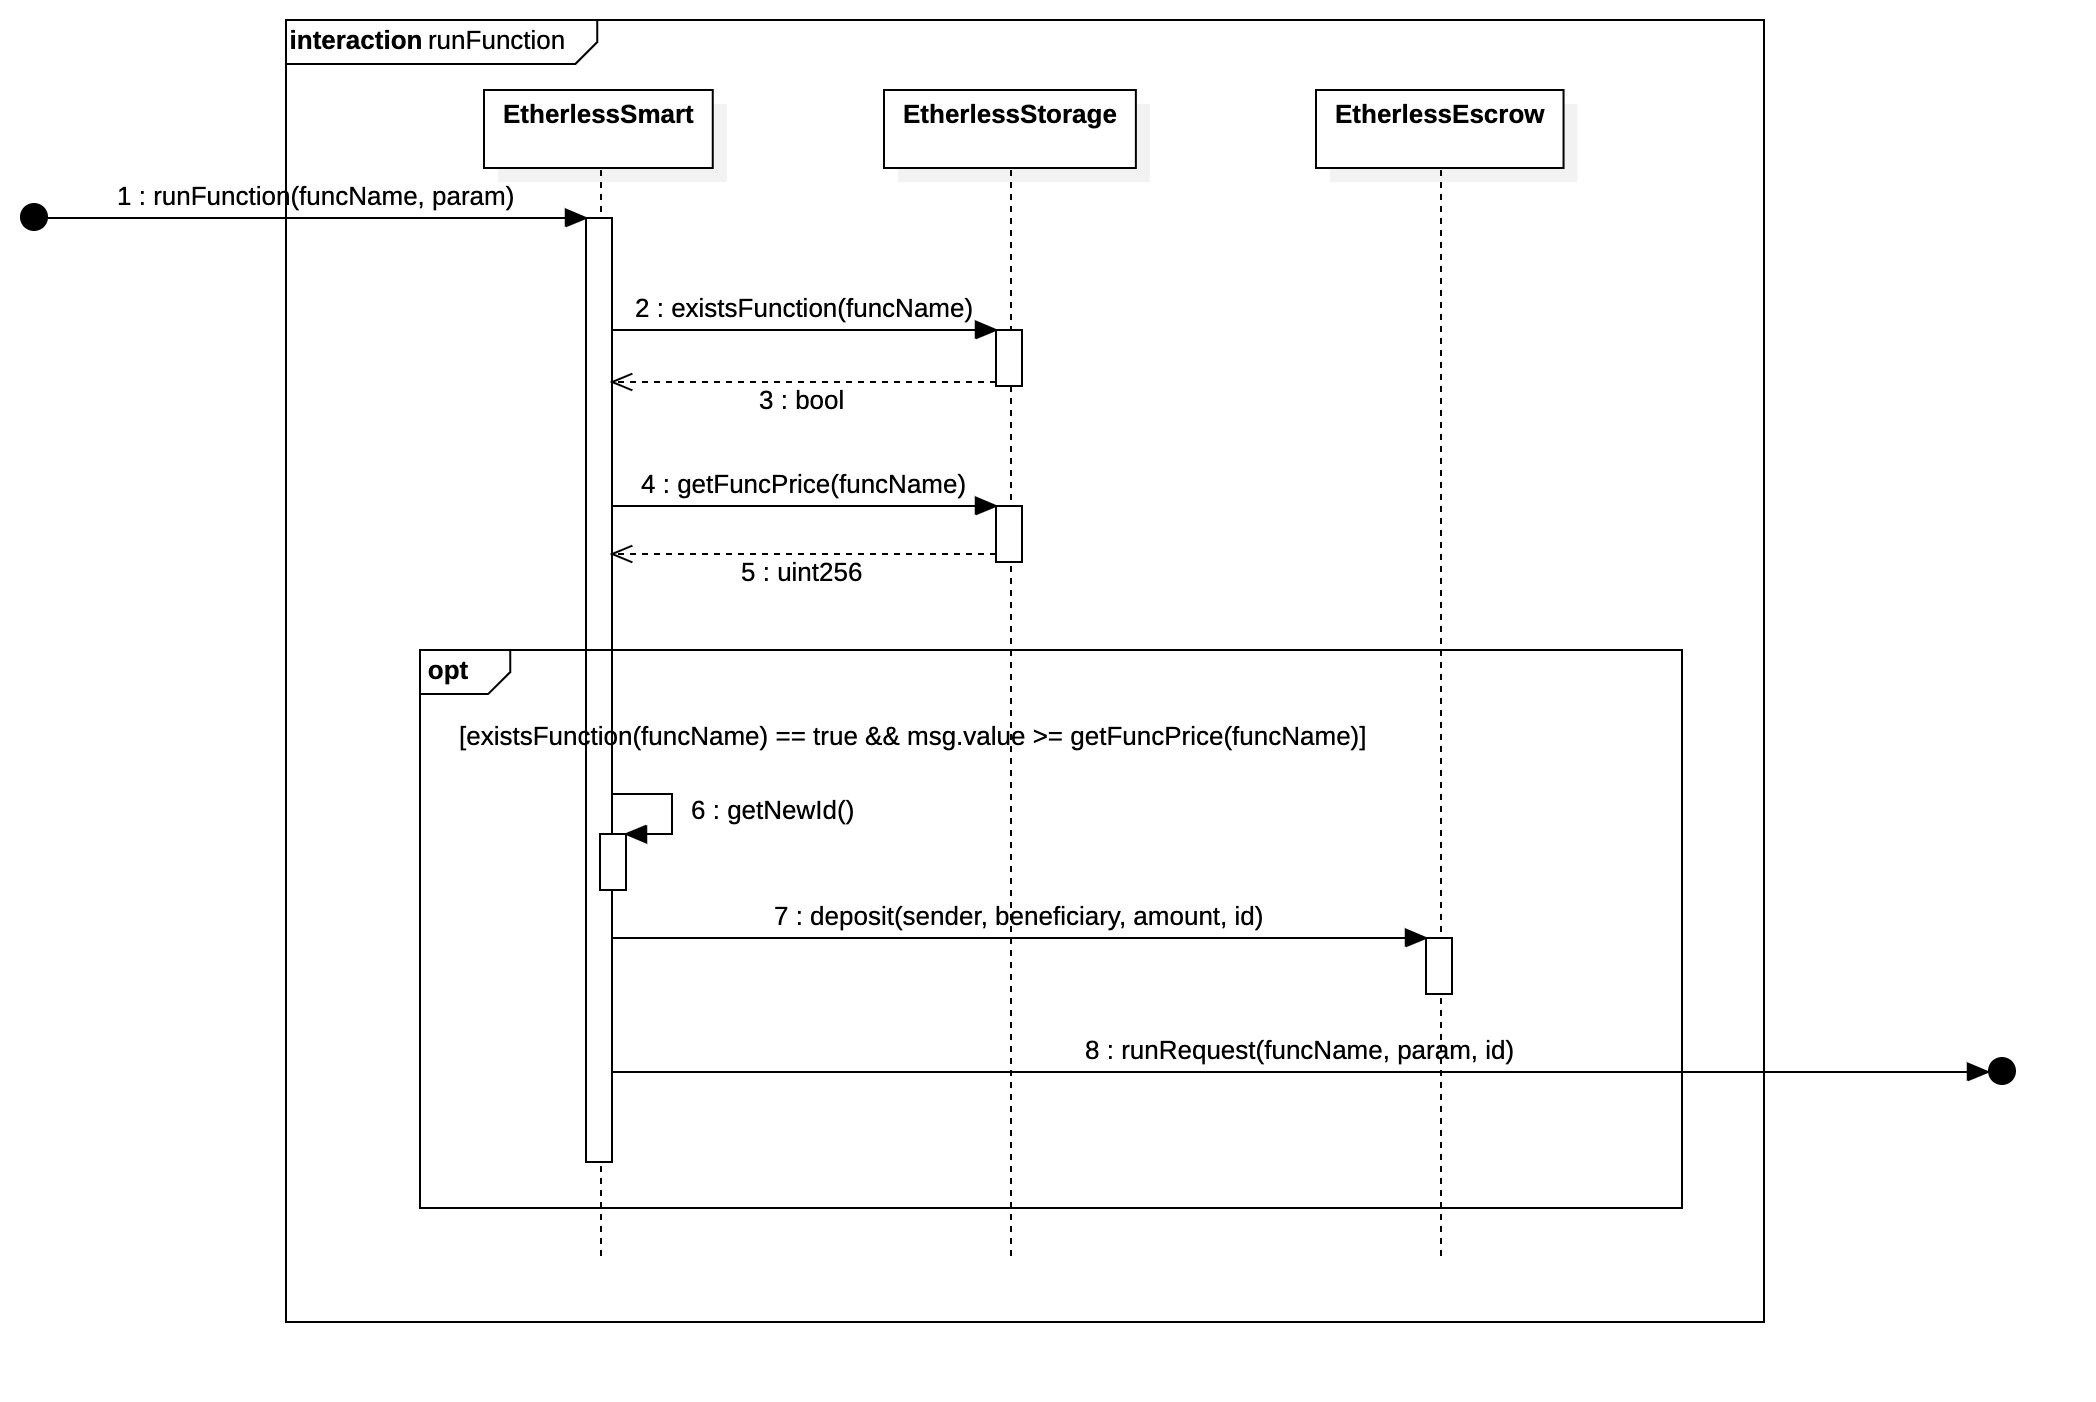 interaction runFunction
EtherlessSmart
EtherlessStorage
EtherlessEscrow
1 : runFunction(funcName, param)
2 : existsFunction(funcName)
3 : bool
4 : getFuncPrice(funcName)
5 : uint256
opt
[existsFunction(funcName) == true && msg.value >= getFuncPrice(funcName)]
6 : getNewId()
7 : deposit(sender, beneficiary, amount, id)
8 : runRequest(funcName, param, id)